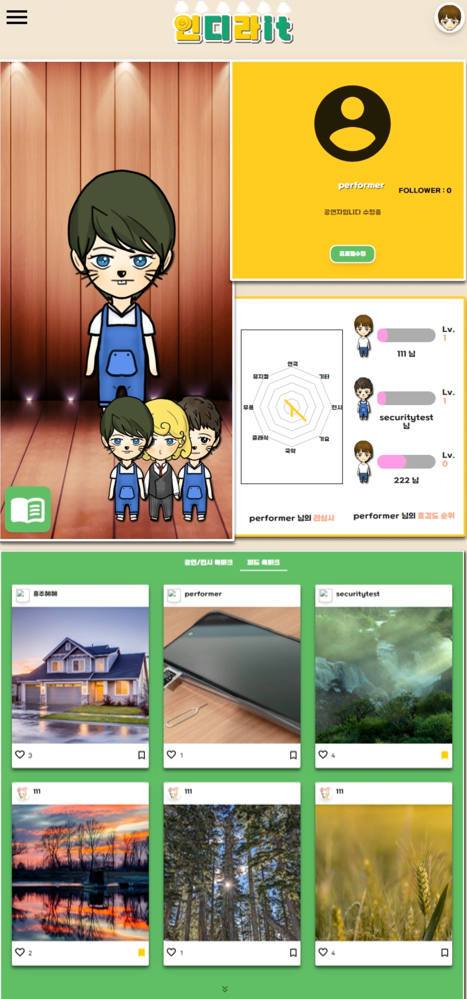 인디라it
performer
FOLLOWER : 0
공연자입니다 수정중
프로필수정
연극
뮤지컬
기타
무용
전시
클래식
가요
국악
performer 님의 관심사
Lv.
1
111 님
Lv.
1
securitytest
님
Lv.
0
222 님
performer 님의 호감도 순위
공연/전시 북마크
피드 북마크
performer
securitytest
3
1
4
111
111
111
2
1
4